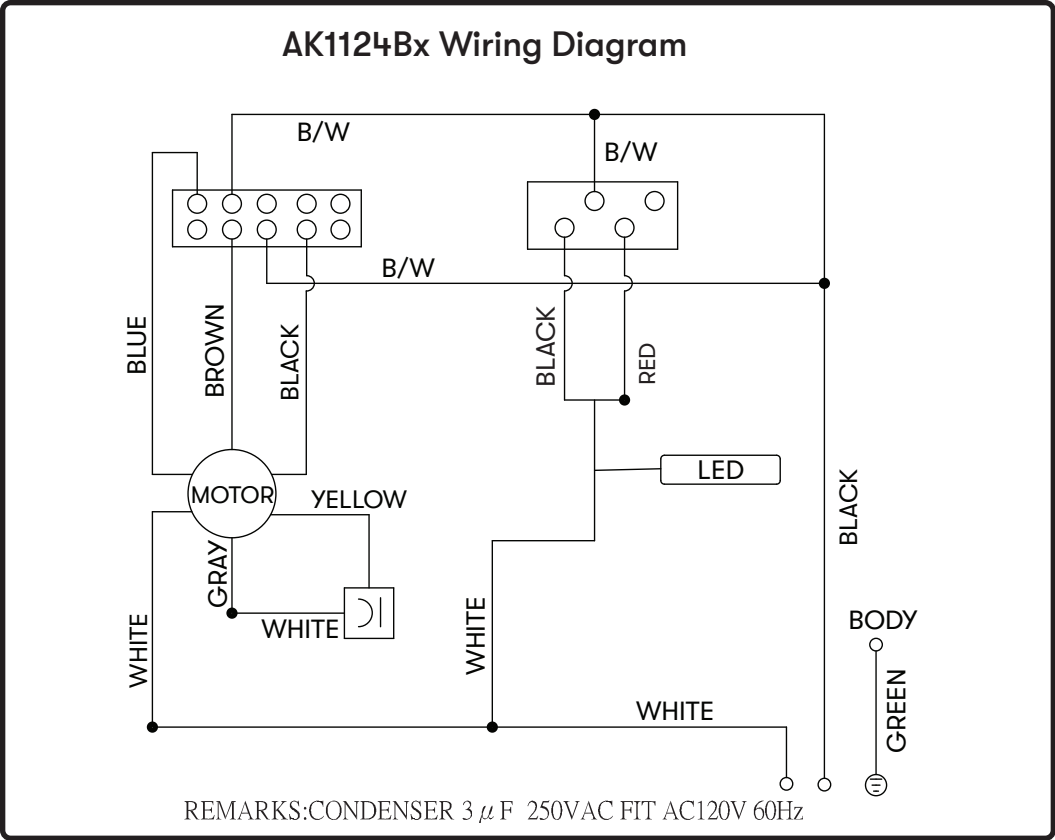 AK1124Bx Wiring Diagram
B/W
B/W
B/W
BLUE
BROWN
BLACK
BLACK
RED
LED
MOTOR
YELLOW
BLACK
GRAY
WHITE
WHITE
WHITE
BODY
GREEN
WHITE
REMARKS:CONDENSER 3 μ F 250VAC FIT AC120V 60Hz